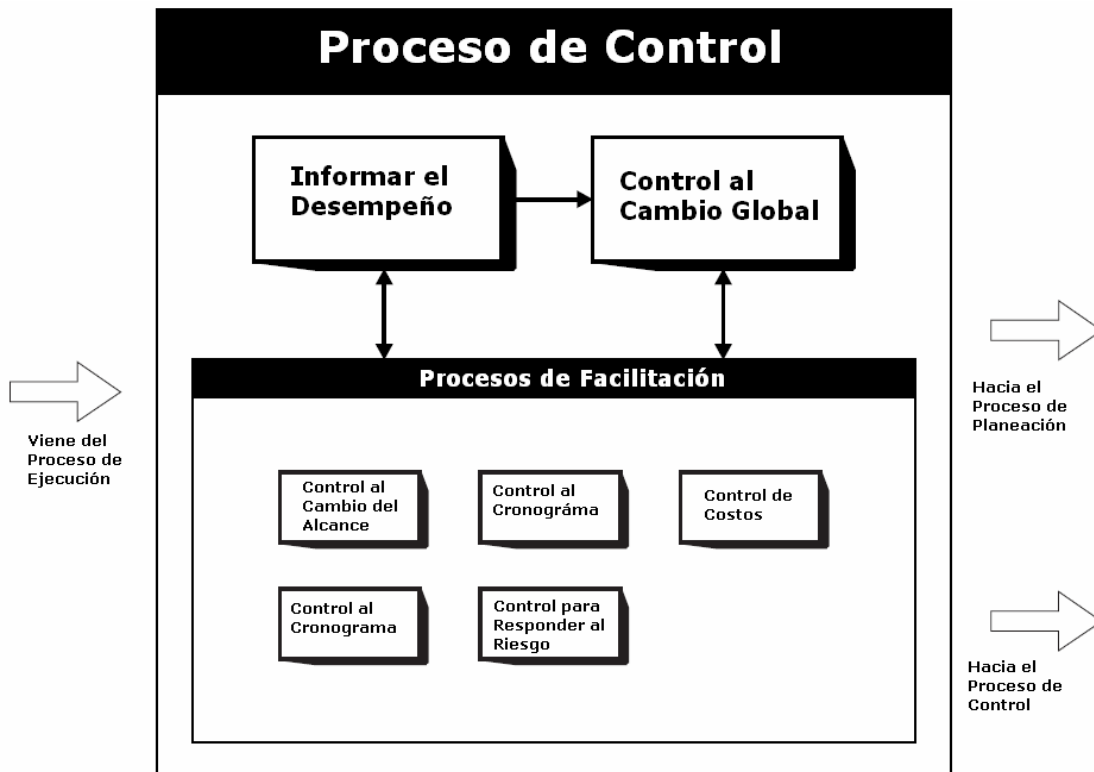 Proceso de Control
Informar el
Desempeño
Control al
Cambio Global
Procesos de Facilitación
Viene del
Proceso de
Ejecución
Control al
Cambio del
Alcance
Control al
Cronográma
Control de
Costos
Control al
Cronograma
Control para
Responder al
Riesgo
Hacia el
Proceso de
Planeación
Hacia el
Proceso de
Control